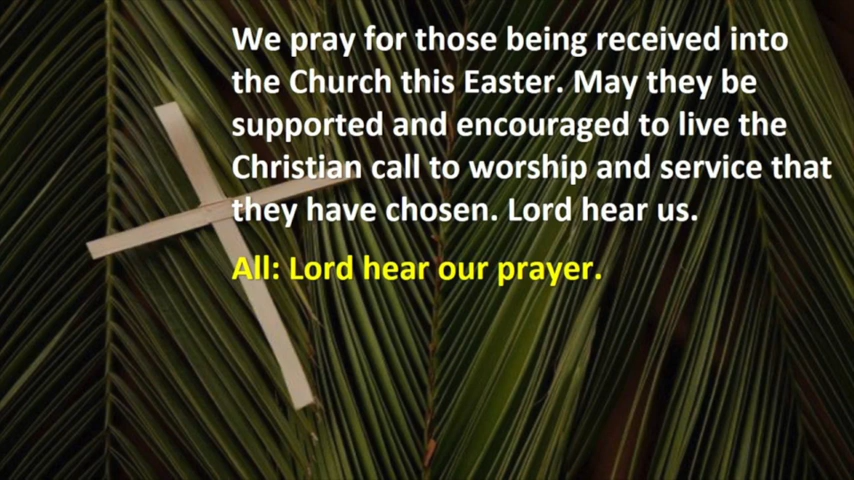 We pray for those being received into
the Church this Easter. May they be
supported and encouraged to live the
Christian call to worship and service that
they have chosen. Lord hear us.
All: Lord hear our prayer.